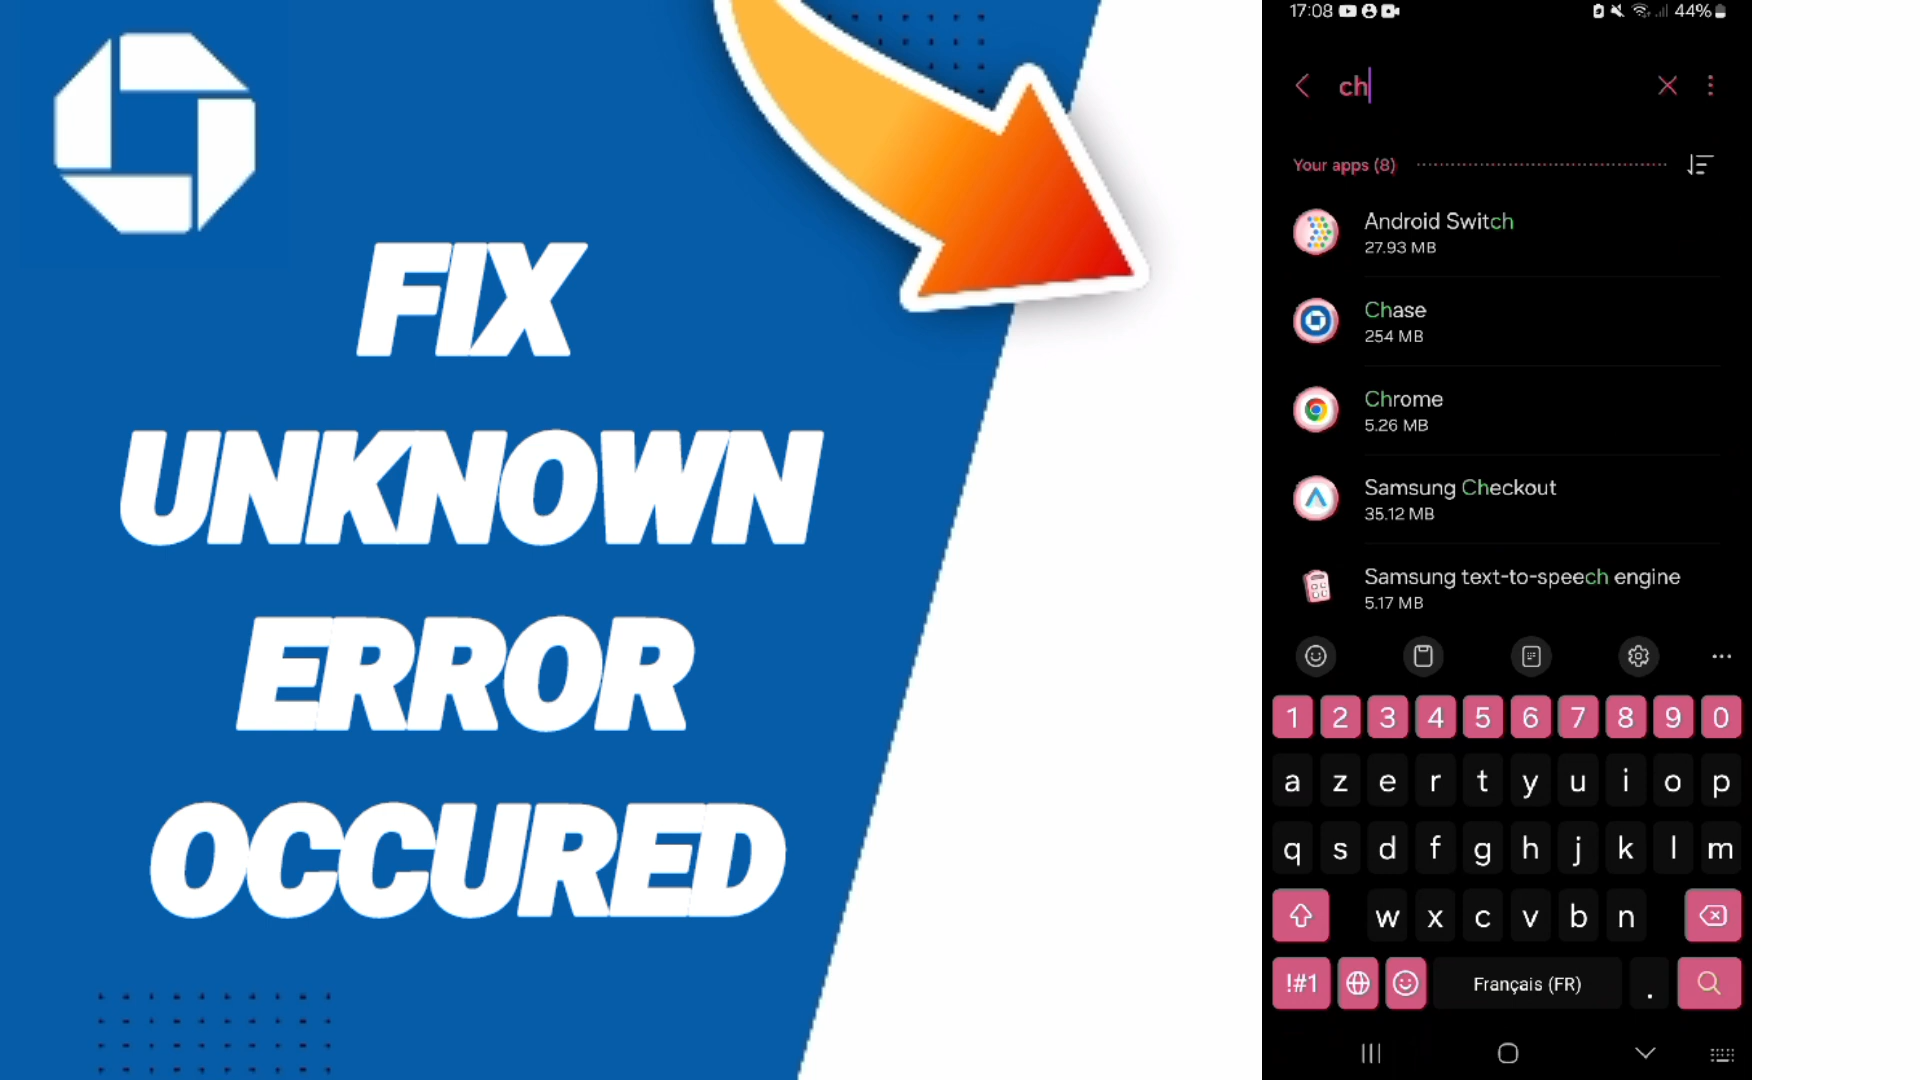 FIX
UNKNOWN
ERROR
OCCURED
17:08 44%
ch
Your apps (8)
Android Switch
27.93 MB
Chase
254 MB
Chrome
5.26 MB
Samsung Checkout
35.12 MB
Samsung text-to-speech engine
5.17 MB
1 2 3 4 5 6 7 8 9 0
a z e r t y u i o p
q s d f g h j k l m
w x c v b n
!#1 Français (FR) .